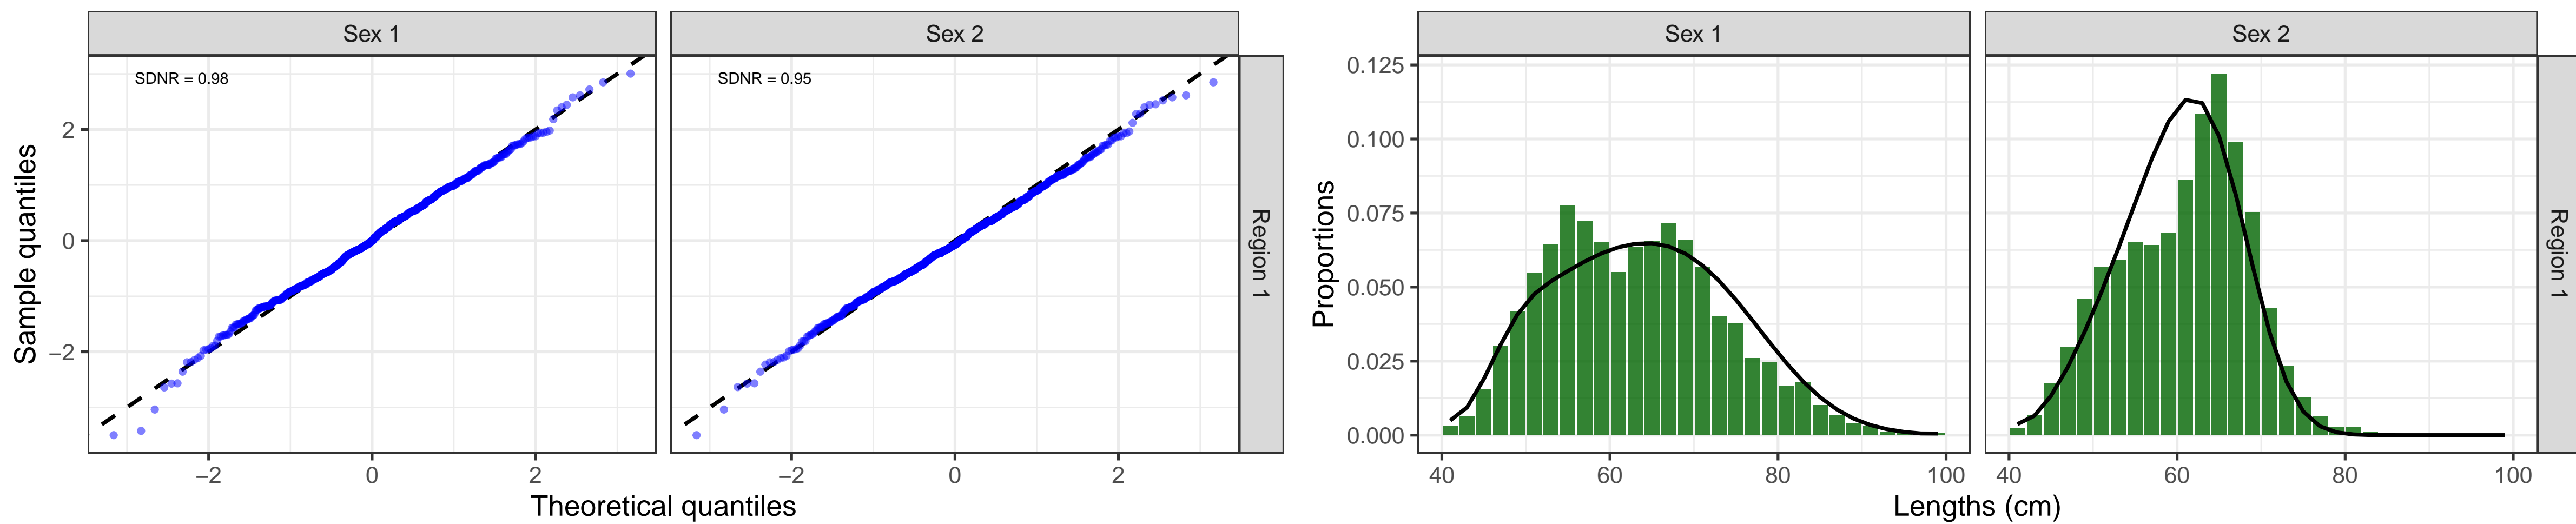 Sex 1
Sex 2
SDNR = 0.98
SDNR = 0.95
Sample quantiles
2
0
−2
−2
0
2
−2
0
2
Theoretical quantiles
Region 1
Sex 1
Sex 2
Proportions
0.125
0.100
0.075
0.050
0.025
0.000
40
60
80
100
40
60
80
100
Lengths (cm)
Region 1